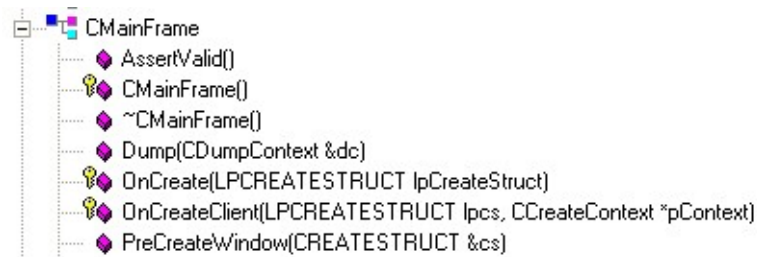 CMainFrame
AssertValid()
CMainFrame()
~CMainFrame()
Dump(CDumpContext &dc)
OnCreate(LPCREATESTRUCT lpCreateStruct)
OnCreateClient(LPCREATESTRUCT lpcs, CCreateContext *pContext)
PreCreateWindow(CREATESTRUCT &cs)